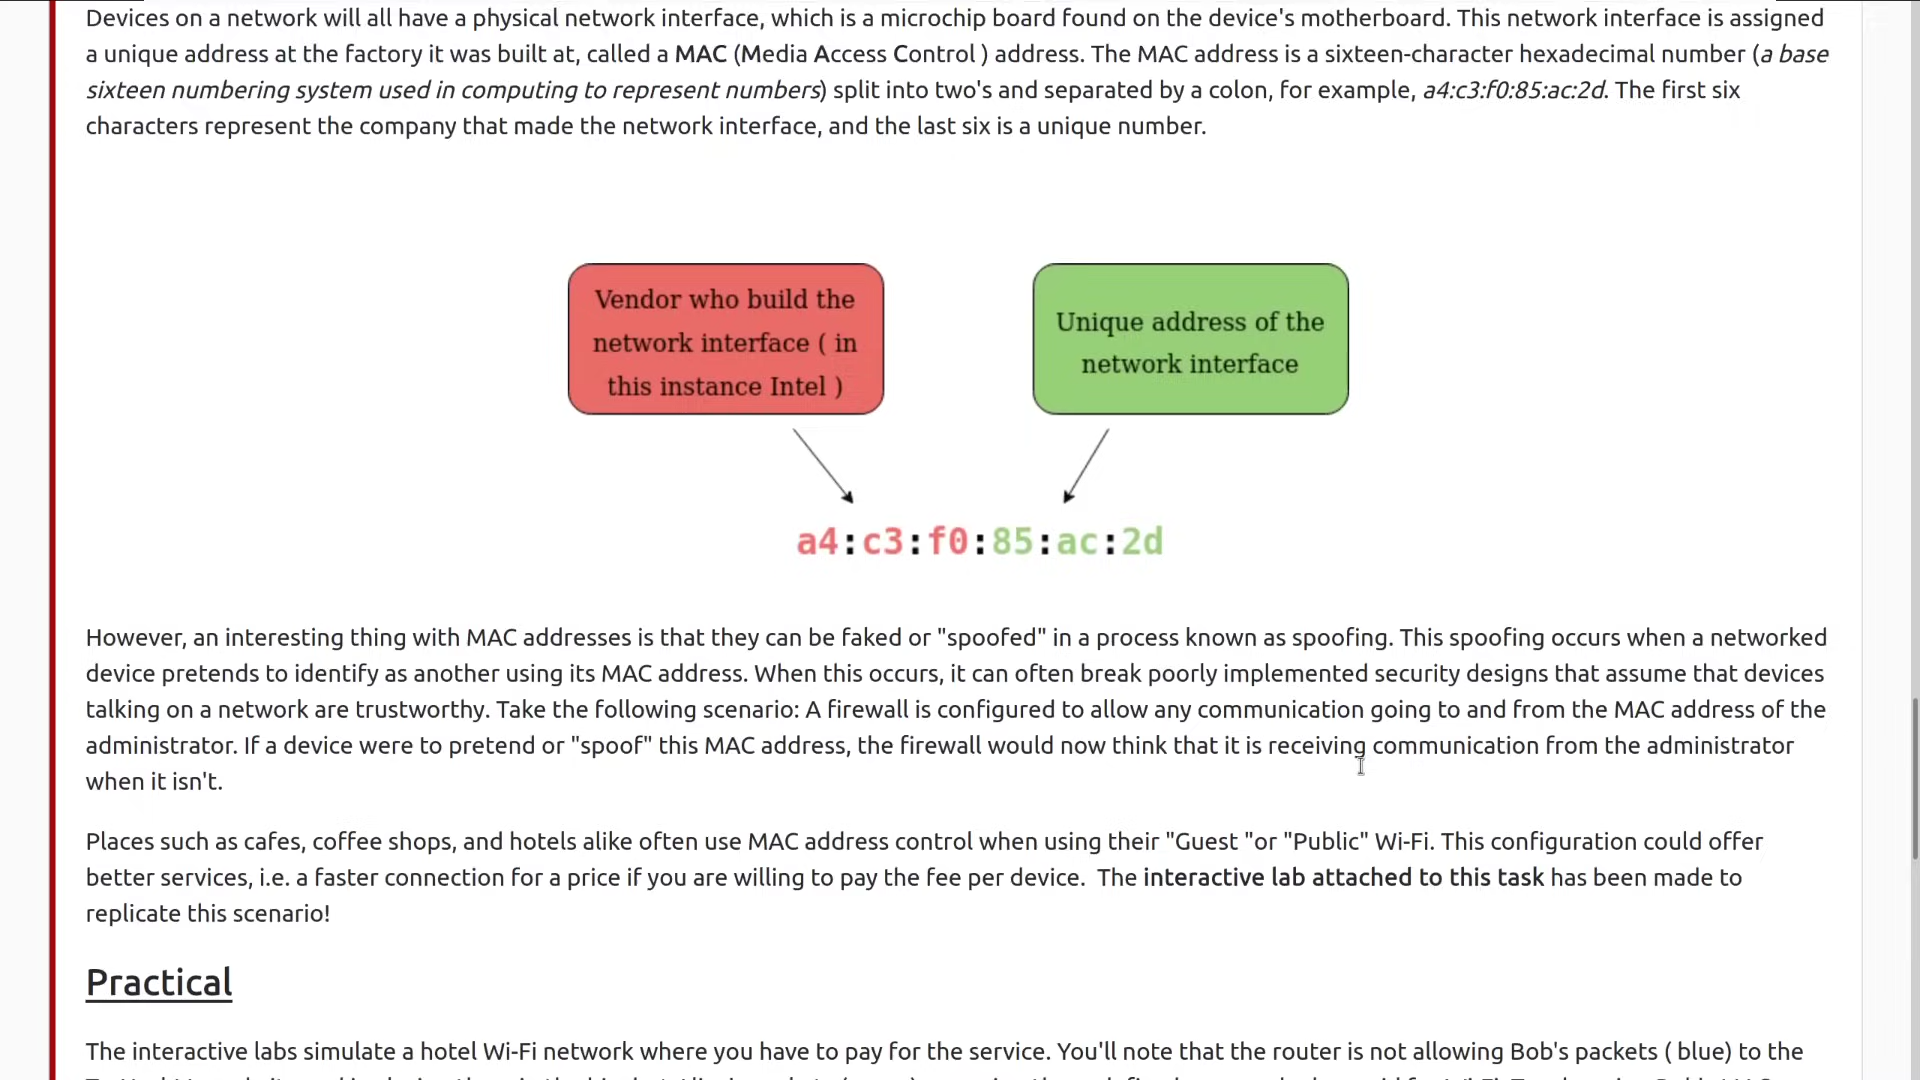 Devices on a network will all have a physical network interface, which is a microchip board found on the device's motherboard. This network interface is assigned
a unique address at the factory it was built at, called a MAC (Media Access Control ) address. The MAC address is a sixteen-character hexadecimal number (a base
sixteen numbering system used in computing to represent numbers) split into two's and separated by a colon, for example, a4:c3:f0:85:ac:2d. The first six
characters represent the company that made the network interface, and the last six is a unique number.
Vendor who build the
network interface ( in
this instance Intel )
Unique address of the
network interface
a4:c3:f0:85:ac:2d
However, an interesting thing with MAC addresses is that they can be faked or "spoofed" in a process known as spoofing. This spoofing occurs when a networked
device pretends to identify as another using its MAC address. When this occurs, it can often break poorly implemented security designs that assume that devices
talking on a network are trustworthy. Take the following scenario: A firewall is configured to allow any communication going to and from the MAC address of the
administrator. If a device were to pretend or "spoof" this MAC address, the firewall would now think that it is receiving communication from the administrator
when it isn't.
Places such as cafes, coffee shops, and hotels alike often use MAC address control when using their "Guest "or "Public" Wi-Fi. This configuration could offer
better services, i.e. a faster connection for a price if you are willing to pay the fee per device.  The interactive lab attached to this task has been made to
replicate this scenario!
Practical
The interactive labs simulate a hotel Wi-Fi network where you have to pay for the service. You'll note that the router is not allowing Bob's packets ( blue) to the